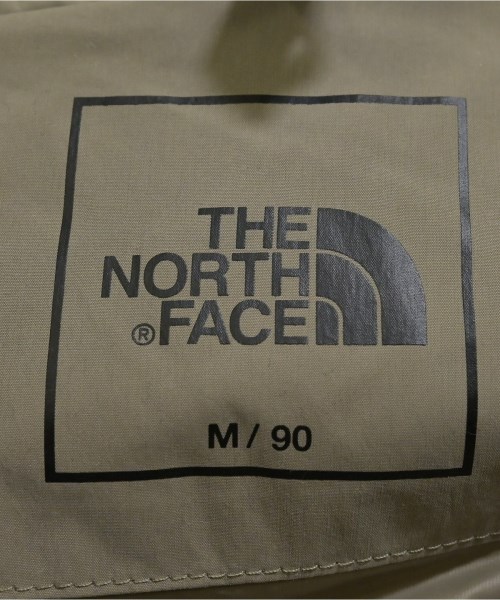 THE
NORTH
® FACE
M / 90